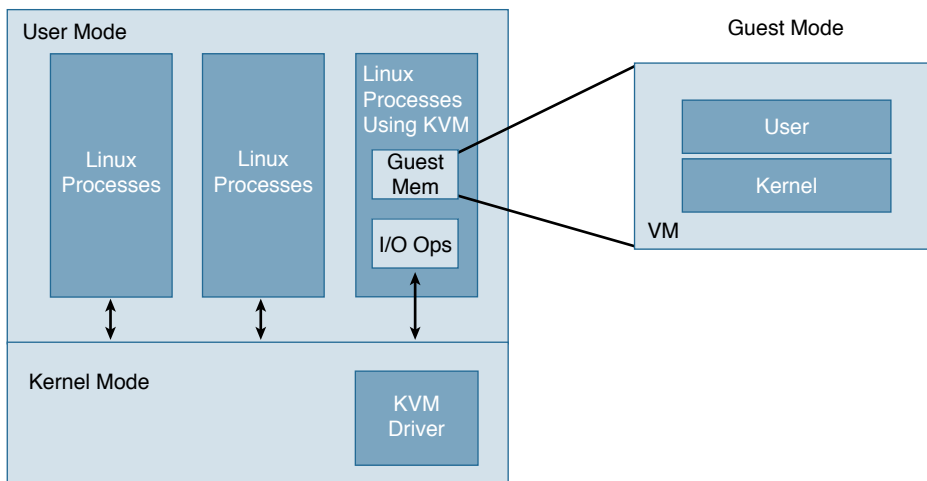 User Mode
Linux
Processes
Linux
Processes
Linux
Processes
Using KVM
Guest
Mem
I/O Ops
Kernel Mode
KVM
Driver
Guest Mode
User
Kernel
VM